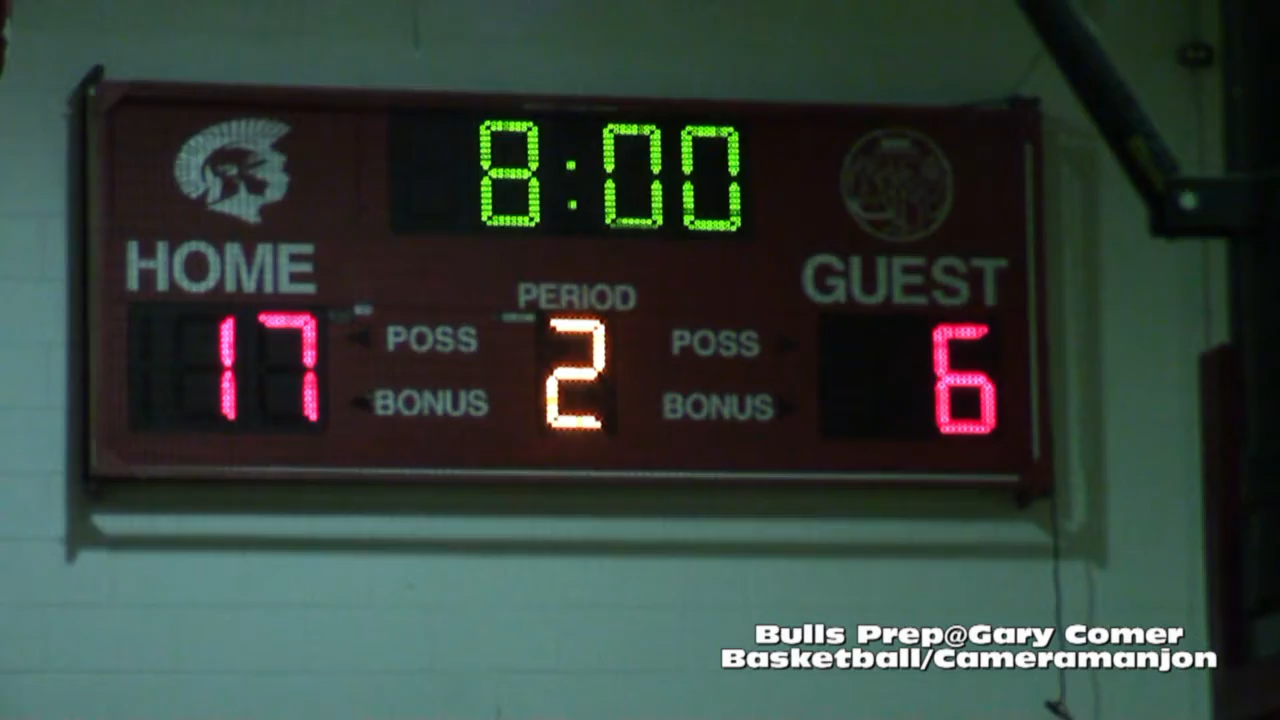 8:00
HOME
GUEST
PERIOD
17
POSS
2
POSS
6
BONUS
BONUS
Bulls Prep@Gary Comer
Basketball/Cameramanjon